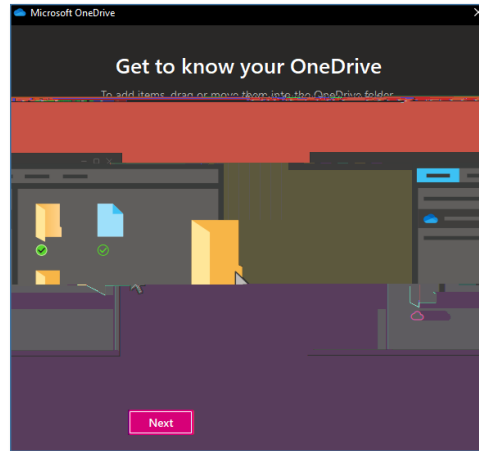 Microsoft OneDrive
Get to know your OneDrive
To add items, drag or move them into the OneDrive folder
Next